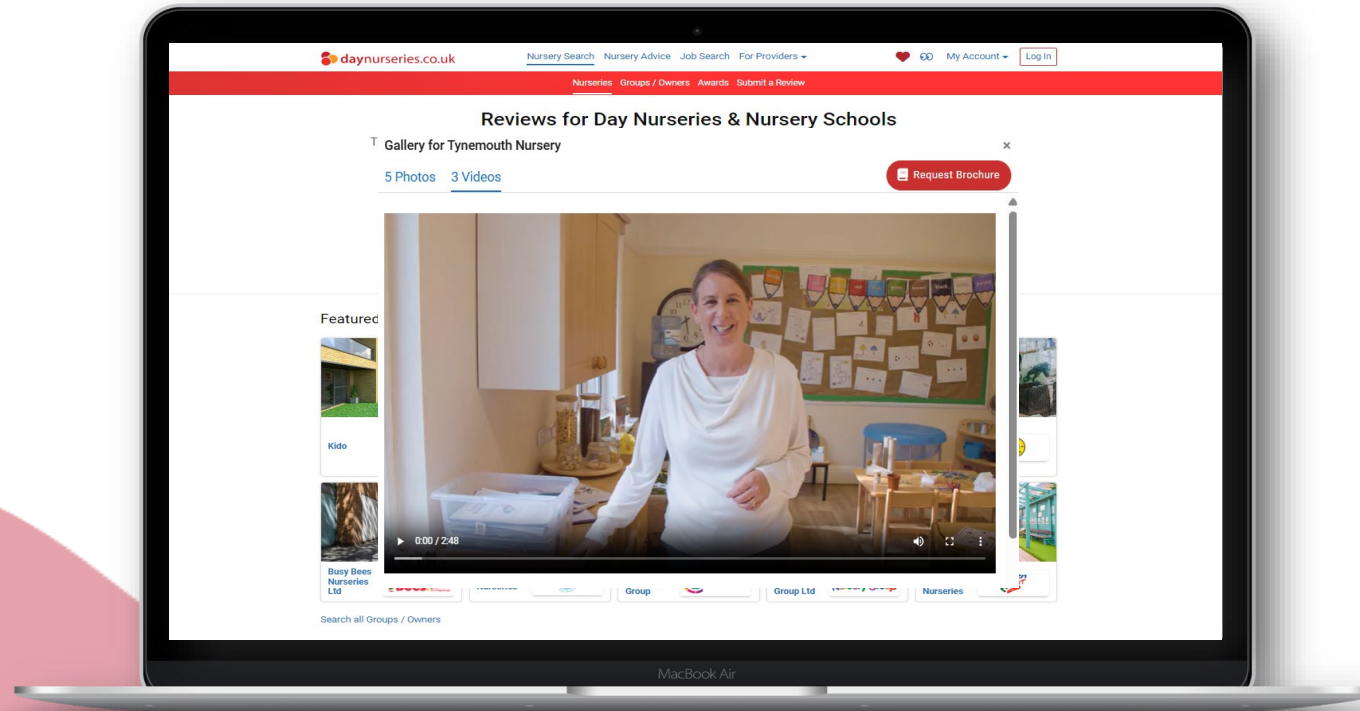 daynurseries.co.uk
Nursery Search Nursery Advice Job Search For Providers My Account Log In
Nurseries Groups / Owners Awards Submit a Review
Reviews for Day Nurseries & Nursery Schools
T
Gallery for Tynemouth Nursery ×
5 Photos 3 Videos Request Brochure
Featured
0:00 / 2:48
Kido
Busy Bees
Nurseries
Ltd
Group
Group Ltd
Nurseries
Search all Groups / Owners
MacBook Air